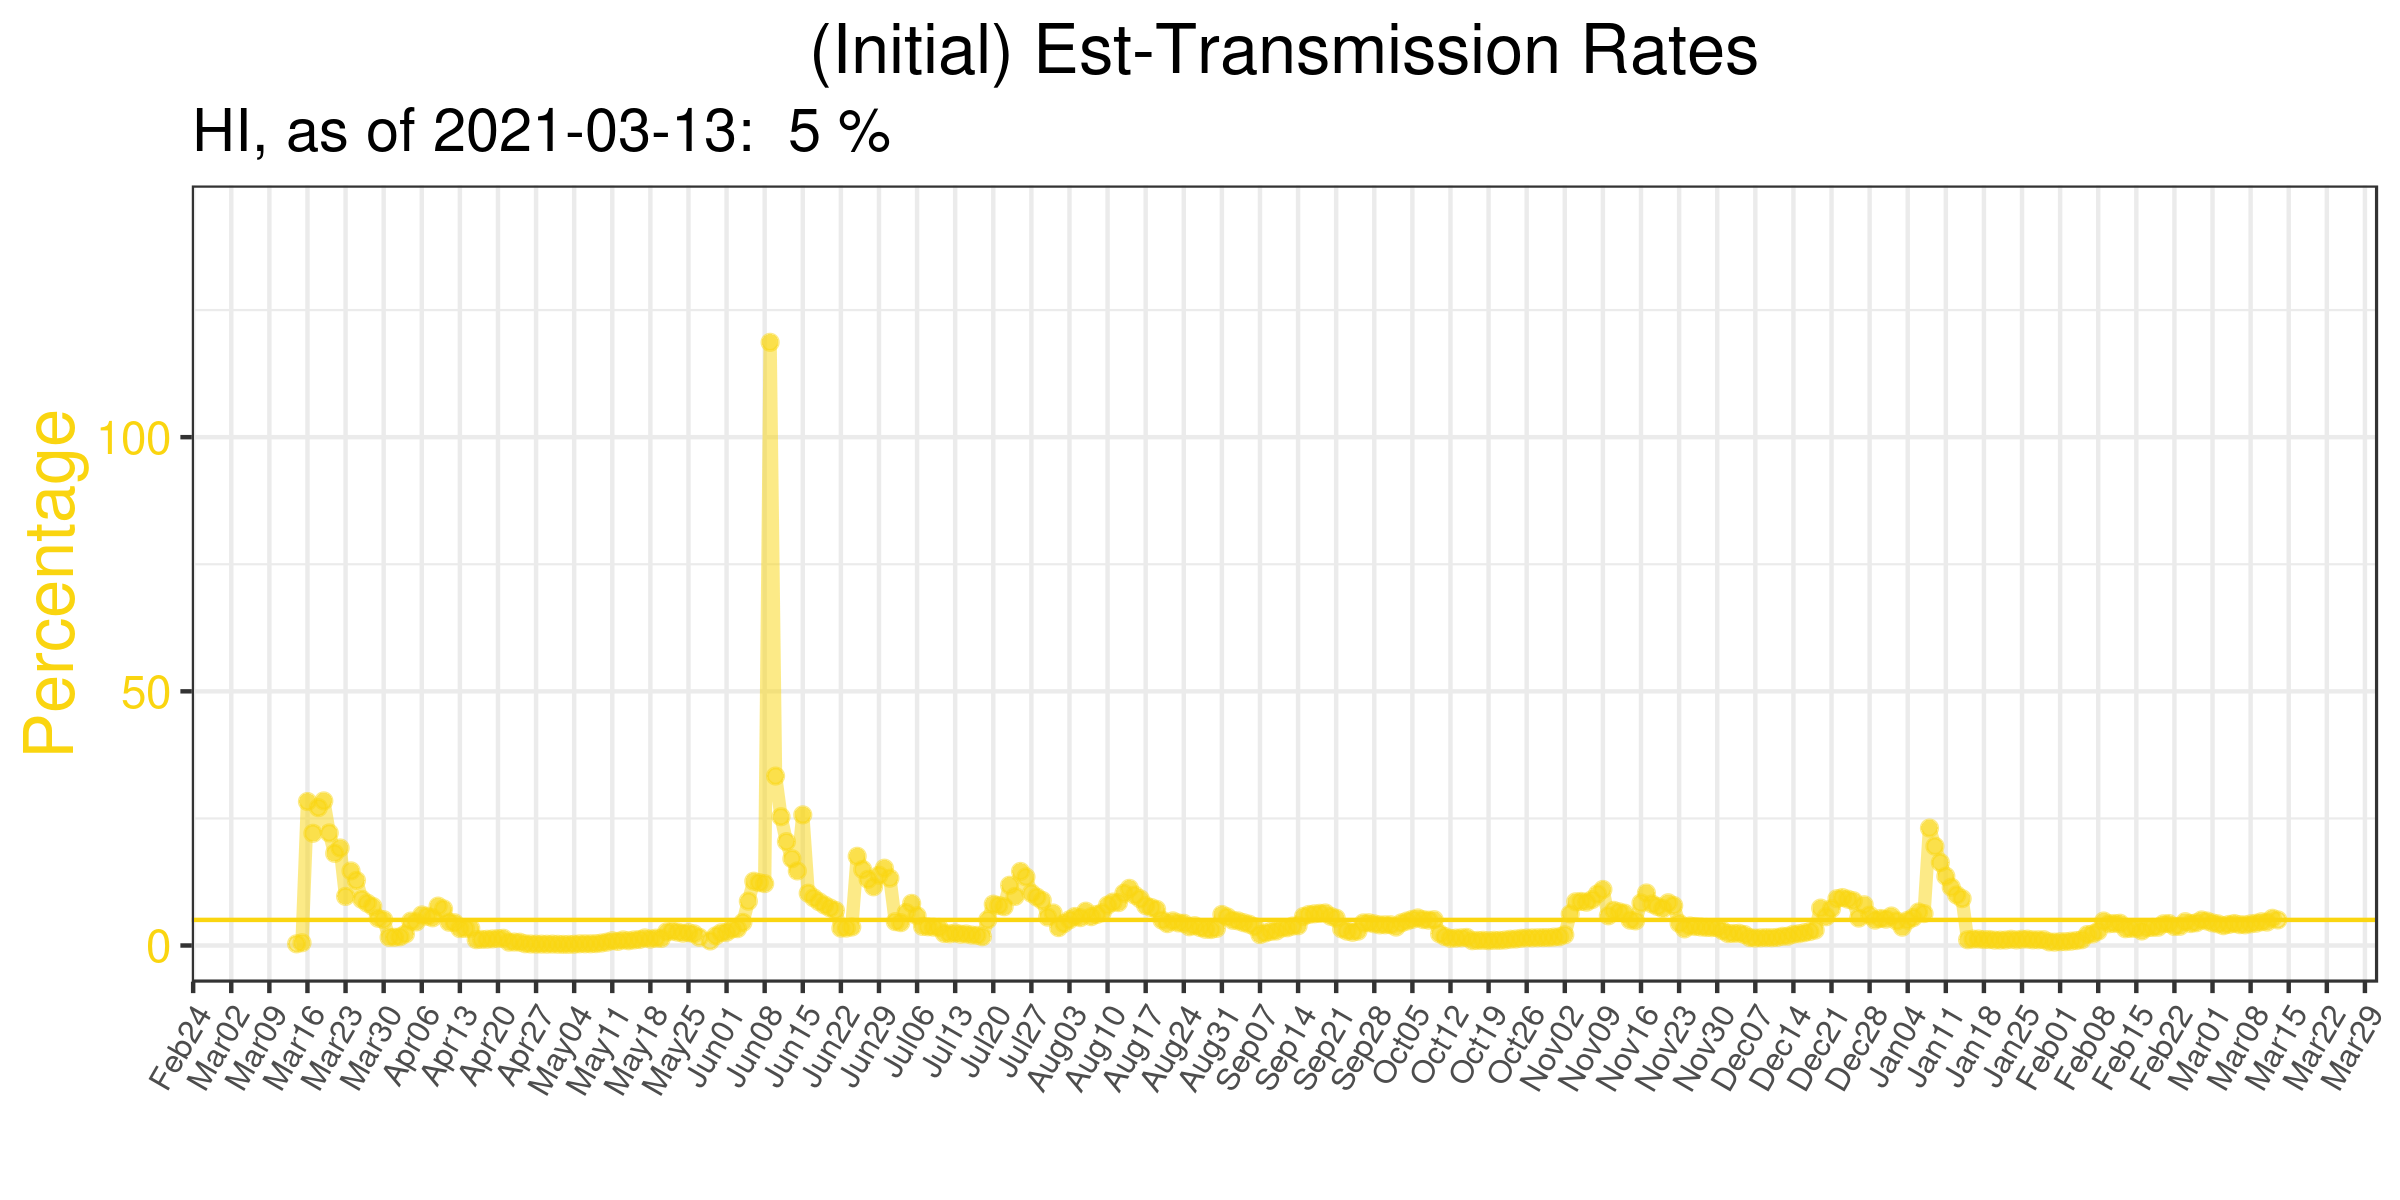 (Initial) Est-Transmission Rates
HI, as of 2021-03-13:  5 %
Percentage
100
50
0
Feb24
Mar02
Mar09
Mar16
Mar23
Mar30
Apr06
Apr13
Apr20
Apr27
May04
May11
May18
May25
Jun01
Jun08
Jun15
Jun22
Jun29
Jul06
Jul13
Jul20
Jul27
Aug03
Aug10
Aug17
Aug24
Aug31
Sep07
Sep14
Sep21
Sep28
Oct05
Oct12
Oct19
Oct26
Nov02
Nov09
Nov16
Nov23
Nov30
Dec07
Dec14
Dec21
Dec28
Jan04
Jan11
Jan18
Jan25
Feb01
Feb08
Feb15
Feb22
Mar01
Mar08
Mar15
Mar22
Mar29